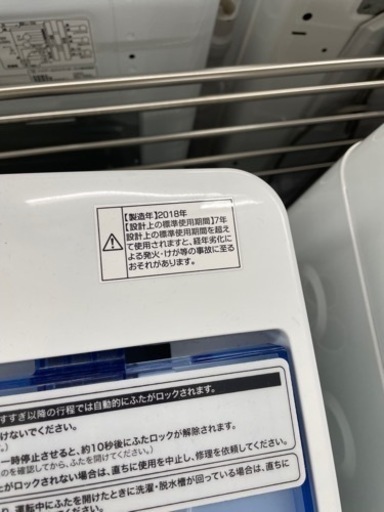 【製造年】2018年
【設計上の標準使用期間】7年
設計上の標準使用期間を超え
て使用されますと、経年劣化に
よる発火・けが等の事故に至る
おそれがあります。
すすぎ以降の行程では自動的にふたがロックされます。
けないでください。
一時停止させると、約10秒後にふたロックが解除されます。
のを確認してから、ふたを開けてください。)
がロックされない場合は、直ちに使用を中止し、修理を依頼してください。
り、運転中にふたを開けたときに洗濯・脱水槽が回っている場合は、直ちに